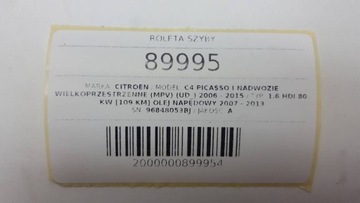 ROLETA SZYBY
89995
MARKA: CITROEN , MODEL: C4 PICASSO I NADWOZIE
WIELKOPRZESTRZENNE (MPV) (UD_) 2006 - 2015 / TYP: 1.6 HDI 80
KW [109 KM] OLEJ NAPĘDOWY 2007 - 2013
SN: 96848053BJ / JAKOŚĆ: A
2000000899954